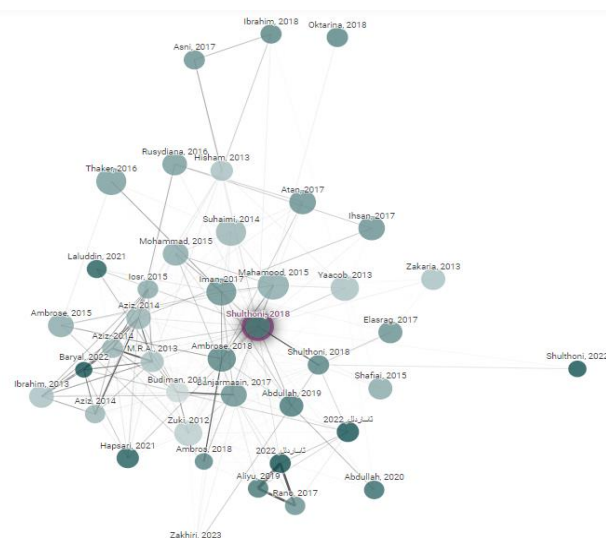 Ibrahim, 2018
Oktarina, 2018
Asni, 2017
Rusydiana, 2016
Hisham, 2013
Thaker, 2016
Atan, 2017
Ihsan, 2017
Suhaimi, 2014
Mohammad, 2015
Laluddin, 2021
Iosr, 2015
Iman, 2017
Mahamood, 2015
Yaacob, 2013
Zakaria, 2013
Ambrose, 2015
Aziz, 2014
Shulthoni, 2018
Elasrag, 2017
Aziz, 2014
M.R.A., 2013
Ambrose, 2018
Shulthoni, 2018
Shulthoni, 2022
Baryal, 2022
Ibrahim, 2013
Budiman, 2011
Banjarmasin, 2017
Shafiai, 2015
Aziz, 2014
Abdullah, 2019
Zuki, 2012
2022
Hapsari, 2021
Ambros, 2018
2022
Aliyu, 2019
Rano, 2017
Abdullah, 2020
Zakhiri, 2023